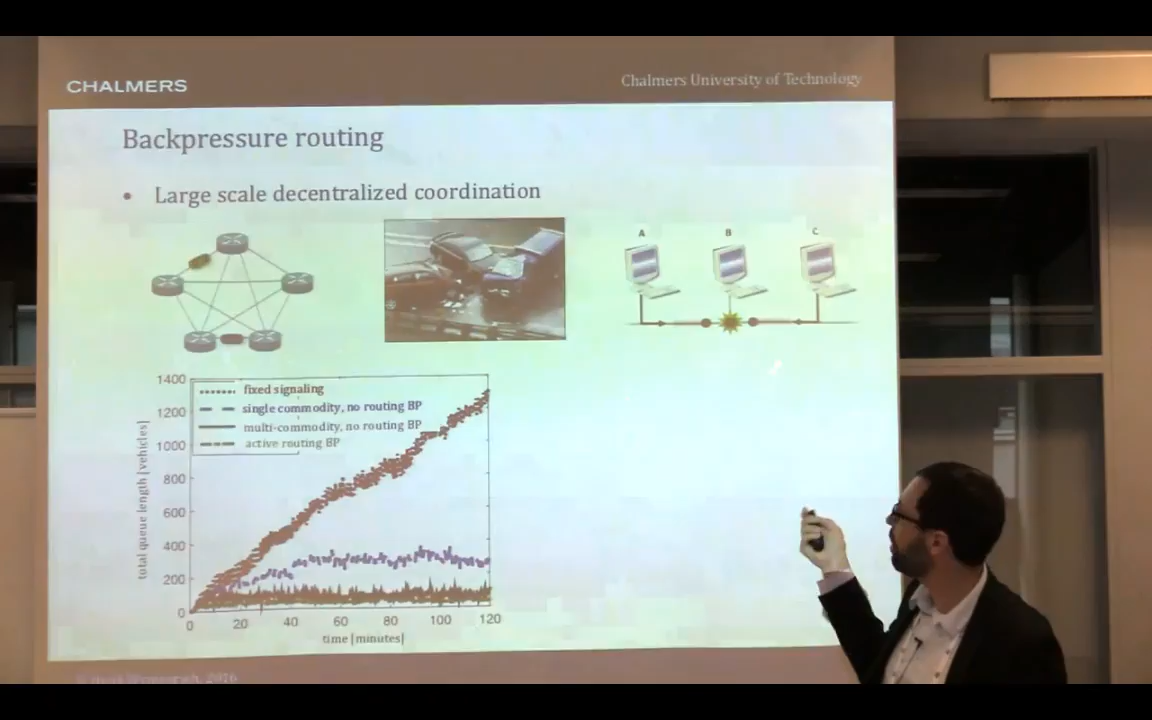 CHALMERS
Chalmers University of Technology
Backpressure routing
• Large scale decentralized coordination
A B C
1400
1200
1000
800
600
400
200
0
total queue length [vehicles]
fixed signaling
single commodity, no routing BP
multi-commodity, no routing BP
active routing BP
0 20 40 60 80 100 120
time [minutes]
2016